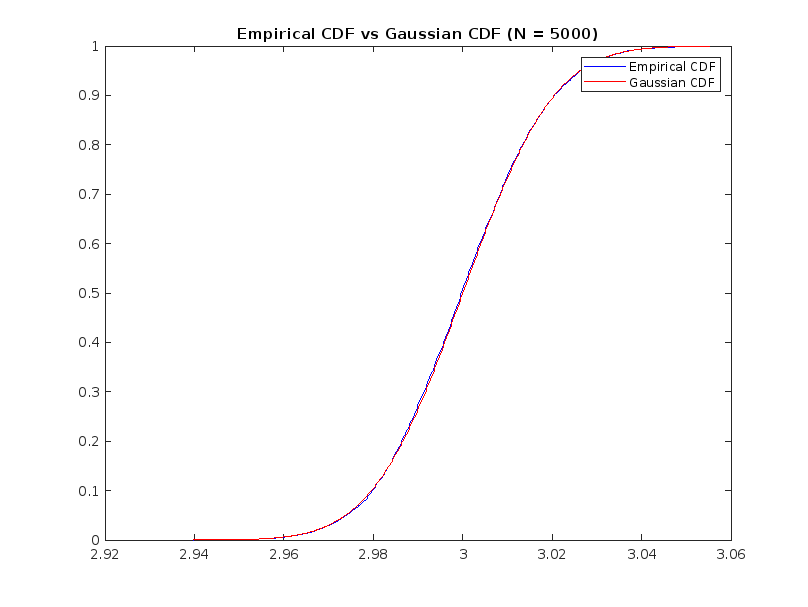 Empirical CDF vs Gaussian CDF (N = 5000)
1
0.9
0.8
0.7
0.6
0.5
0.4
0.3
0.2
0.1
0
Empirical CDF
Gaussian CDF
2.92 2.94 2.96 2.98 3 3.02 3.04 3.06